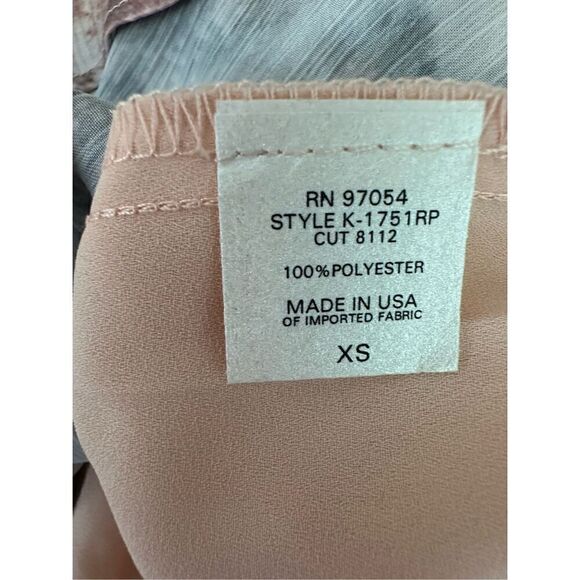 RN 97054
STYLE K-1751RP
CUT 8112
100%POLYESTER
MADE IN USA
OF IMPORTED FABRIC
XS